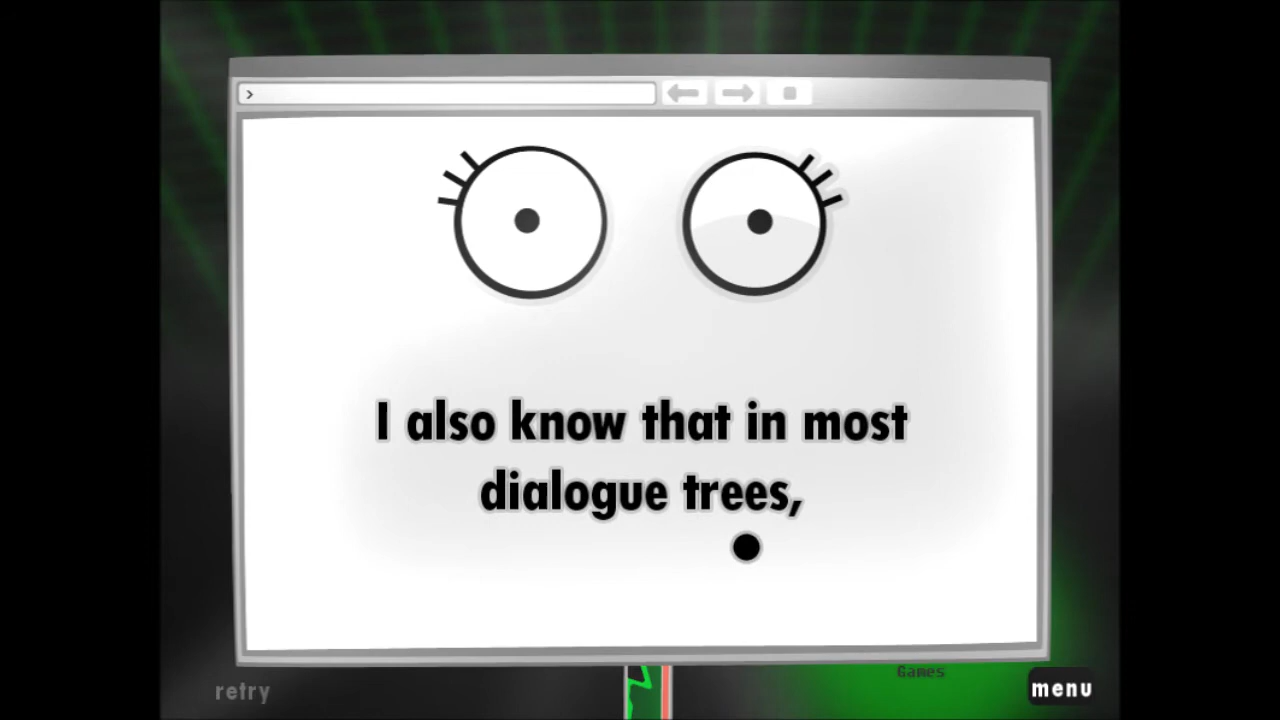 >
I also know that in most
dialogue trees,
Games
retry
menu